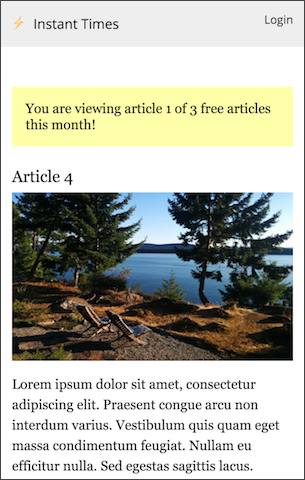 Instant Times
Login
You are viewing article 1 of 3 free articles
this month!
Article 4
Lorem ipsum dolor sit amet, consectetur
adipiscing elit. Praesent congue arcu non
interdum varius. Vestibulum quis quam eget
massa condimentum feugiat. Nullam eu
efficitur nulla. Sed egestas sagittis lacus.